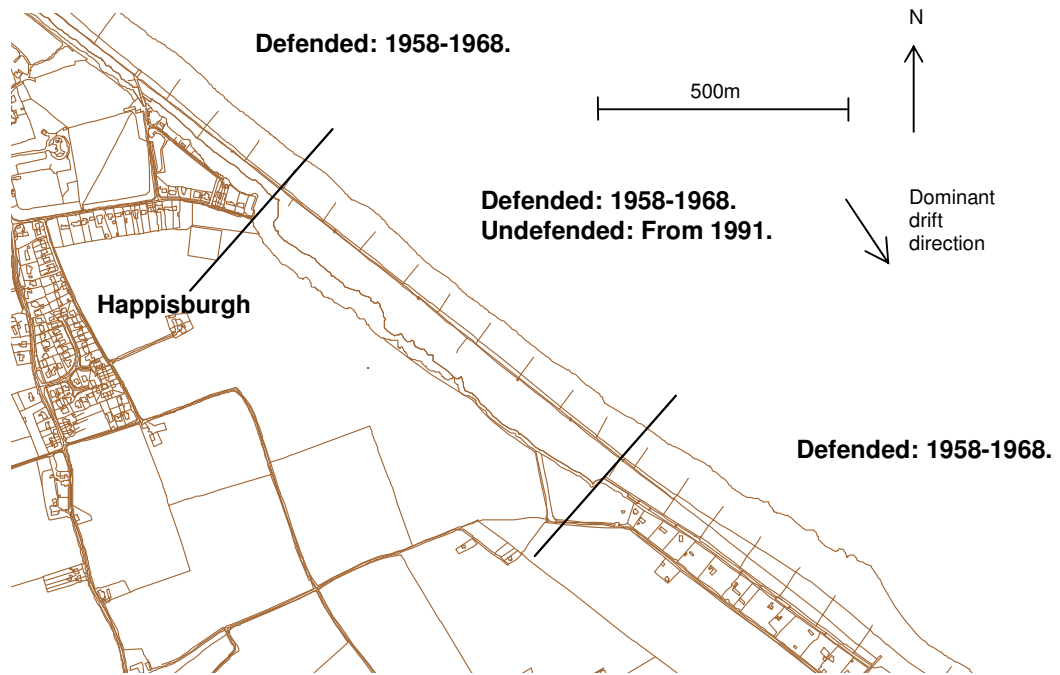 Defended: 1958-1968.
N
500m
Defended: 1958-1968.
Undefended: From 1991.
Dominant
drift
direction
Happisburgh
Defended: 1958-1968.